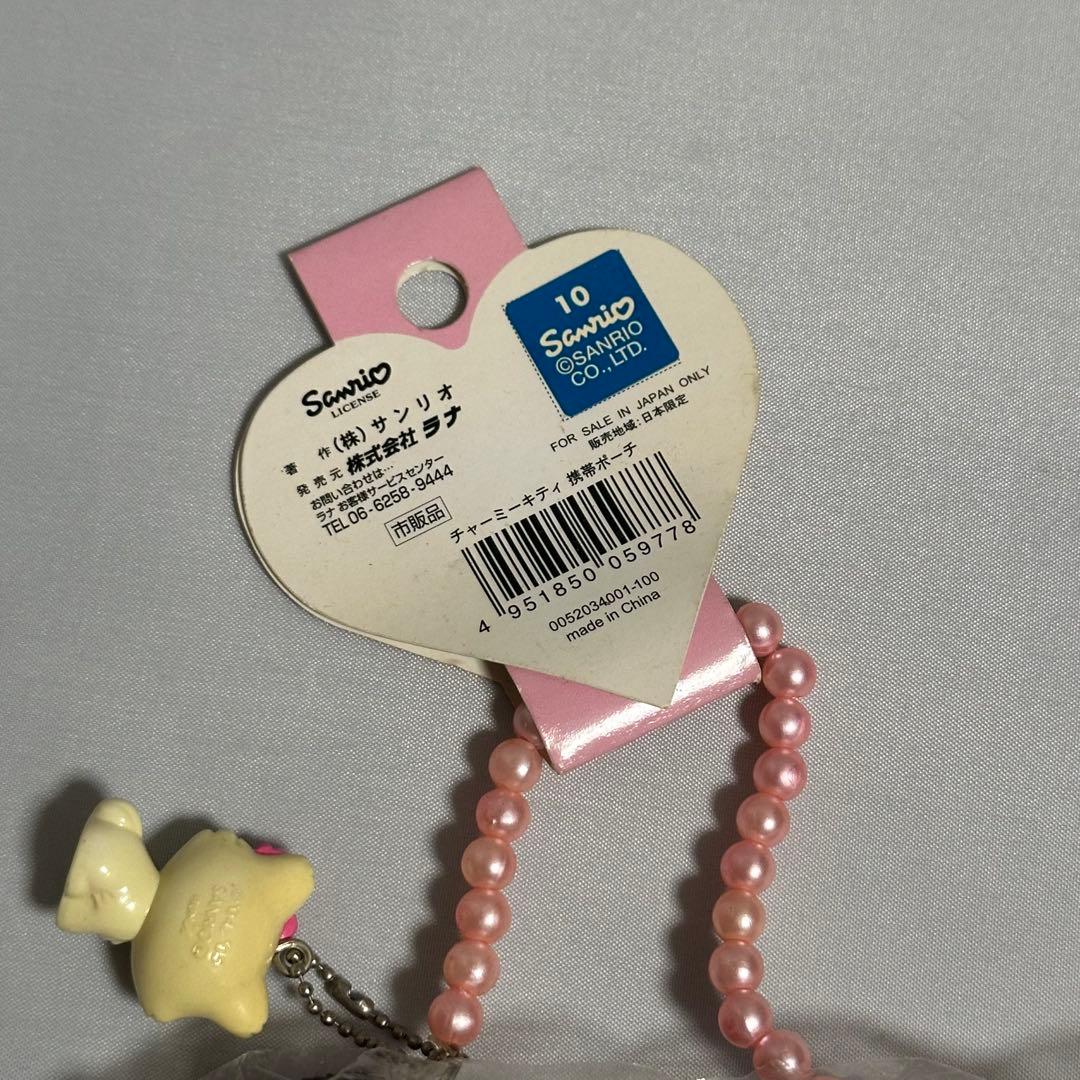 Sanrio
LICENSE
著 作 (株)サンリオ
発売元 株式会社 ラナ
お問い合わせは…
ラナお客様サービスセンター
TEL06-6258-9444
市販品
10
Sanrio
©SANRIO
CO.,LTD.
FOR SALE IN JAPAN ONLY
販売地域:日本限定
チャーミーキティ 携帯ポーチ
4 951850 059778
0052034001-100
made in China
SANRIO